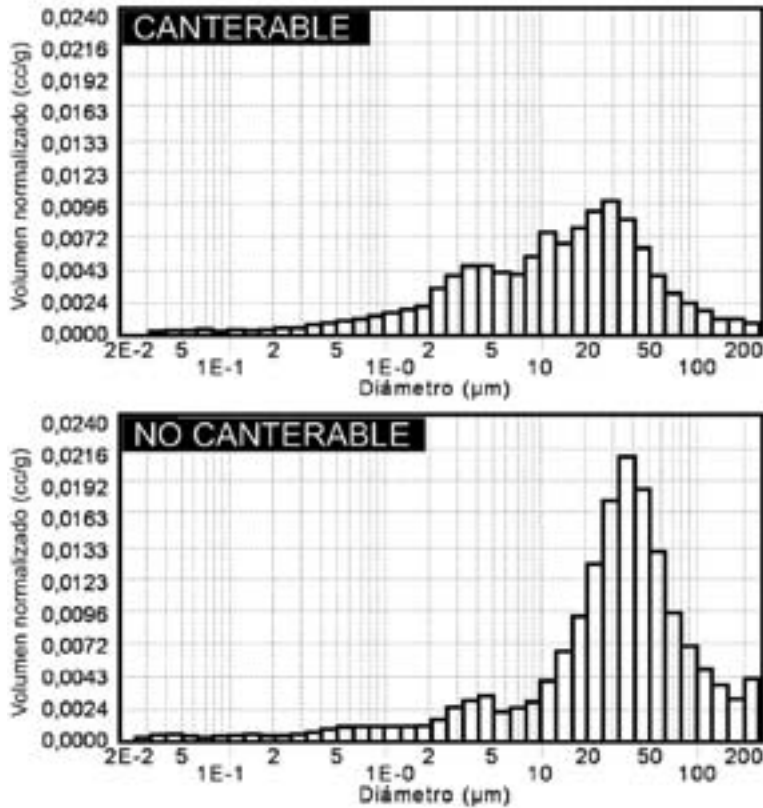 CANTERABLE
Volumen normalizado (cc/g)
0,0240
0,0216
0,0192
0,0163
0,0133
0,0123
0,0096
0,0072
0,0043
0,0024
0,0000
2E-2 5 2 5 2 5 20 50 200
1E-1 1E-0 10 100
Diámetro (µm)
NO CANTERABLE
Volumen normalizado (cc/g)
0,0240
0,0216
0,0192
0,0163
0,0133
0,0123
0,0096
0,0072
0,0043
0,0024
0,0000
2E-2 5 2 5 2 5 20 50 200
1E-1 1E-0 10 100
Diámetro (µm)